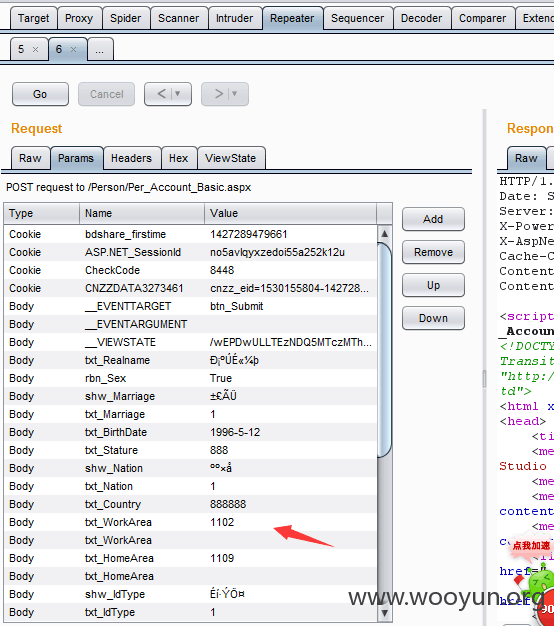 Target Proxy Spider Scanner Intruder Repeater Sequencer Decoder Comparer Extend
5 × 6 × ...
Go Cancel < | ▼ > | ▼
Request
Respon
Raw Params Headers Hex ViewState
Raw
POST request to /Person/Per_Account_Basic.aspx
Type Name Value
Cookie bdshare_firstime 1427289479661
Cookie ASP.NET_SessionId no5avlqyxzedoi55a252k12u
Cookie CheckCode 8448
Cookie CNZZDATA3273461 cnzz_eid=1530155804-142728...
Body __EVENTTARGET btn_Submit
Body __EVENTARGUMENT
Body __VIEWSTATE /wEPDwULLTEzNDQ5MTczMTh...
Body txt_Realname СºÚÉ«¼þ
Body rbn_Sex True
Body shw_Marriage ±£ÃÜ
Body txt_Marriage 1
Body txt_BirthDate 1996-5-12
Body txt_Stature 888
Body shw_Nation ºº×å
Body txt_Nation 1
Body txt_Country 888888
Body txt_WorkArea 1102
Body txt_WorkArea
Body txt_HomeArea 1109
Body txt_HomeArea
Body shw_IdType Éí·ÝÖ¤
Body txt_IdType 1
Add
Remove
Up
Down
HTTP/1.
Date: S
Server:
X-Power
X-AspNe
Cache-C
Content
Conten
<script
_Accoun
<!DOCTY
Transit
"http:/
td">
<html x
<head>
<ti
<me
Studio
<me
<me
content
<me
点我加速
<li
href="
href=
90
www.wooyun.org